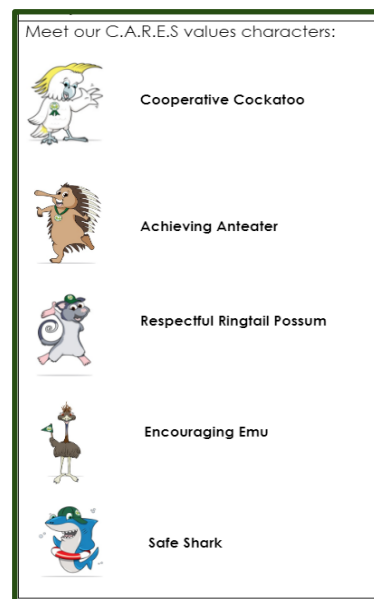 Meet our C.A.R.E.S values characters:
Cooperative Cockatoo
Achieving Anteater
Respectful Ringtail Possum
Encouraging Emu
Safe Shark